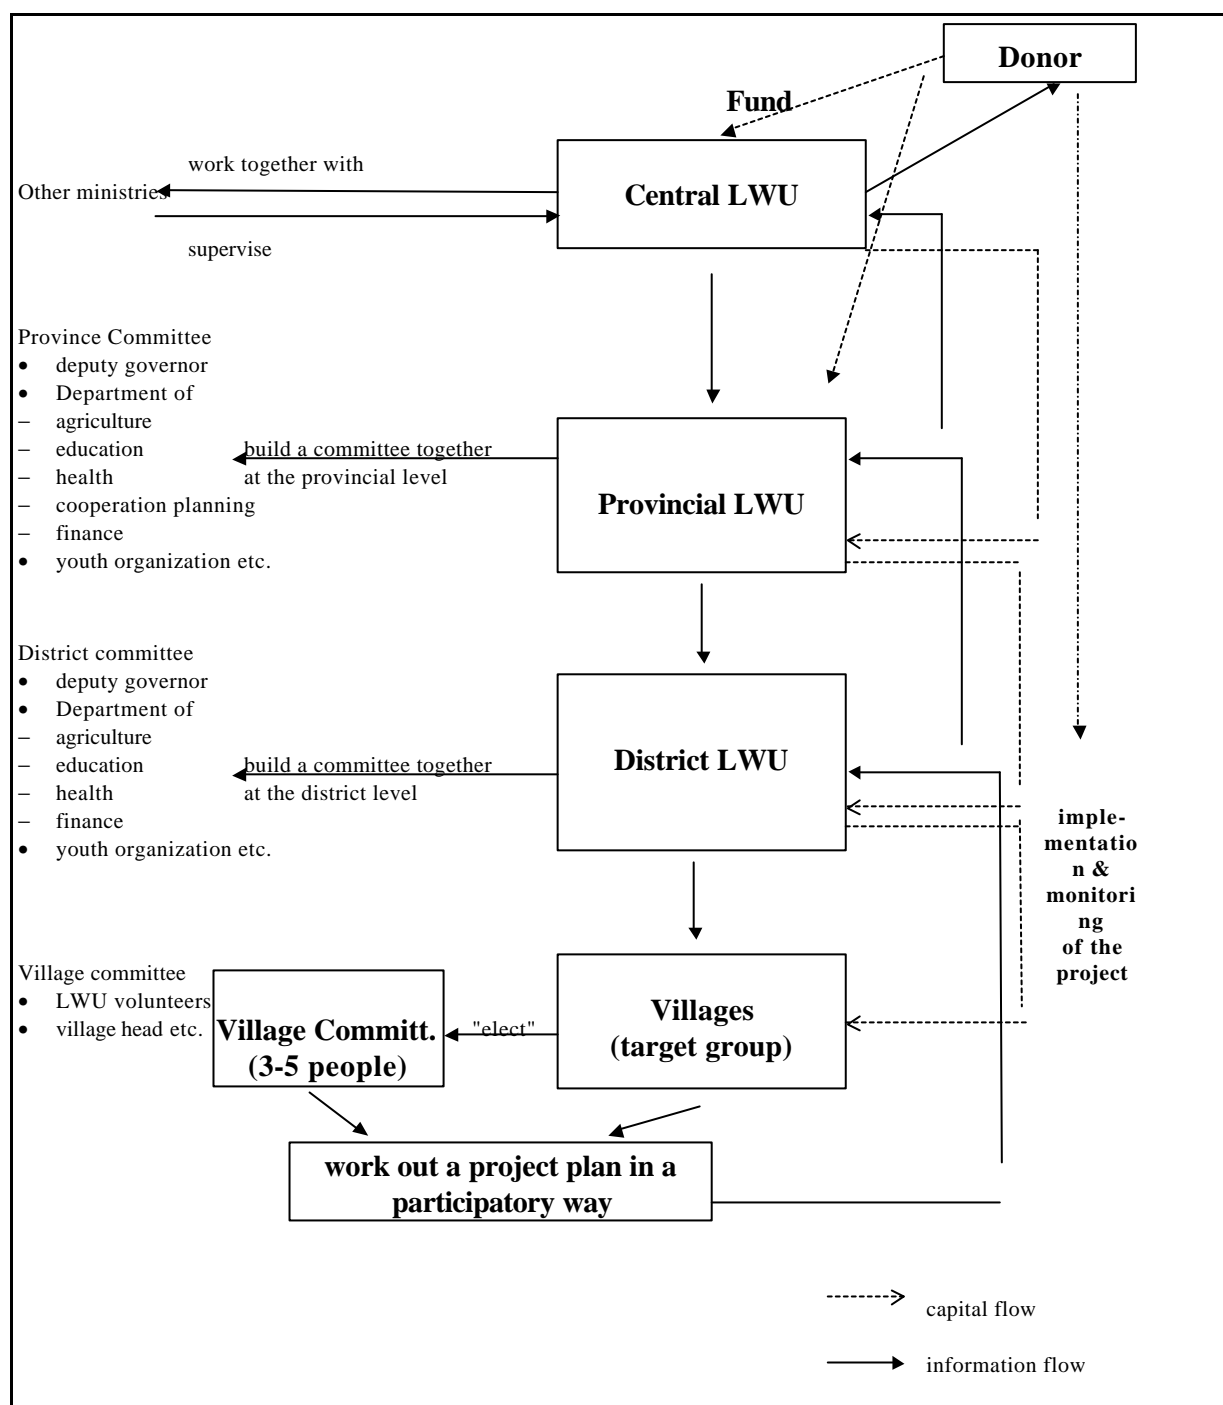 Donor
Fund
work together with
Central LWU
Other ministries
supervise
Province Committee
• deputy governor
• Department of
– agriculture
– education
– health
– cooperation planning
– finance
• youth organization etc.
build a committee together
at the provincial level
Provincial LWU
District committee
• deputy governor
• Department of
– agriculture
– education
– health
– finance
• youth organization etc.
build a committee together
at the district level
District LWU
imple-
mentatio
n &
monitori
ng
of the
project
Village committee
• LWU volunteers
• village head etc.
Village Committ.
(3-5 people)
"elect"
Villages
(target group)
work out a project plan in a
participatory way
capital flow
information flow